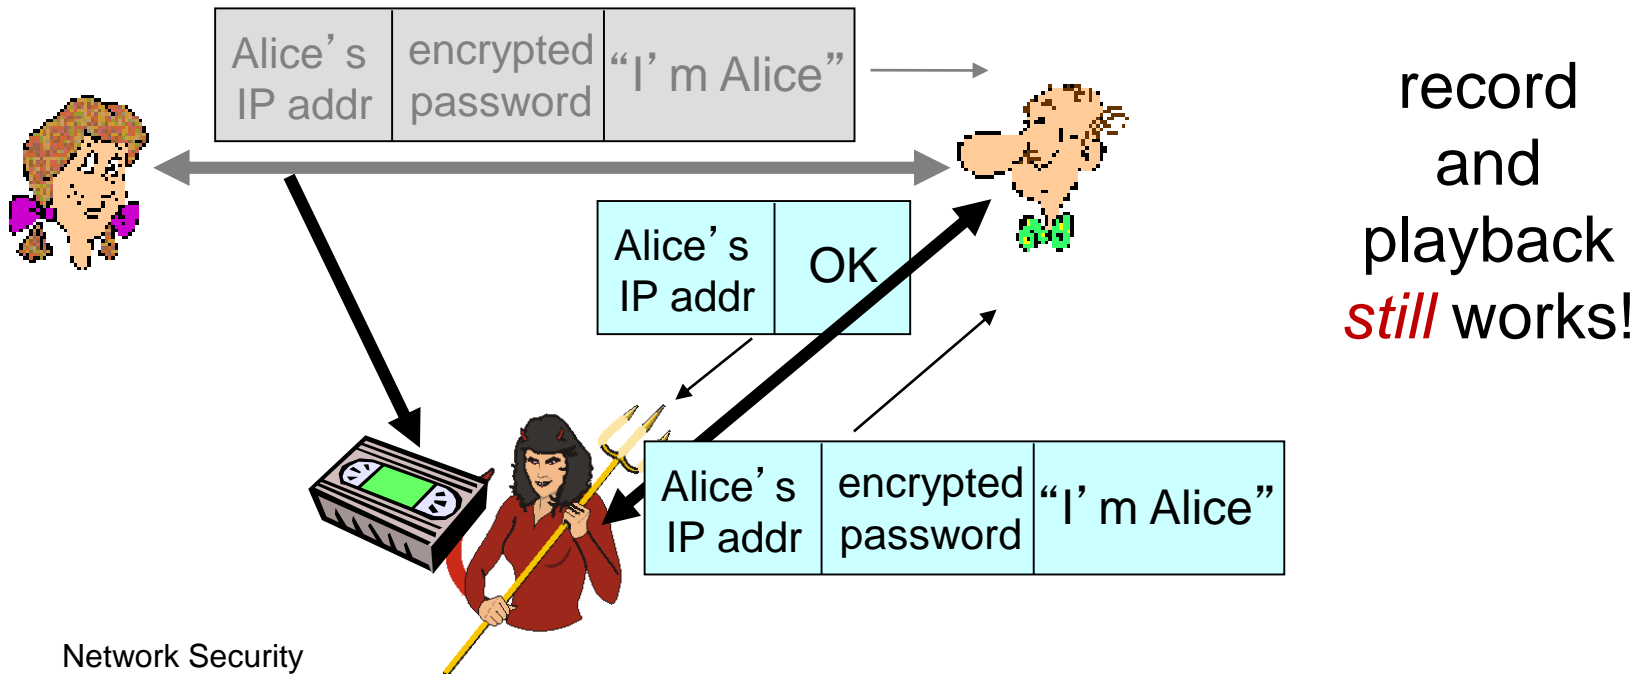 Alice’s
IP addr
encrypted
password
“I’m Alice”
record
and
playback
still works!
Alice’s
IP addr
OK
Alice’s
IP addr
encrypted
password
“I’m Alice”
Network Security